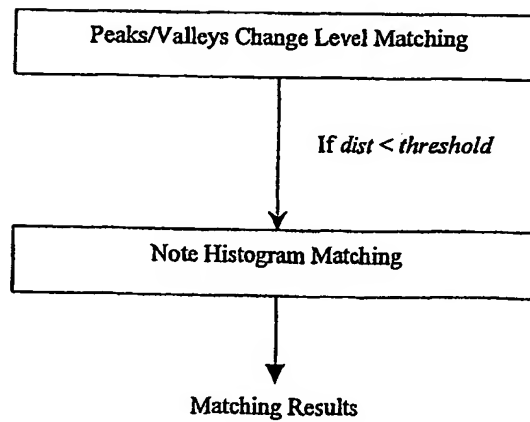 Peaks/Valleys Change Level Matching
If dist < threshold
Note Histogram Matching
Matching Results